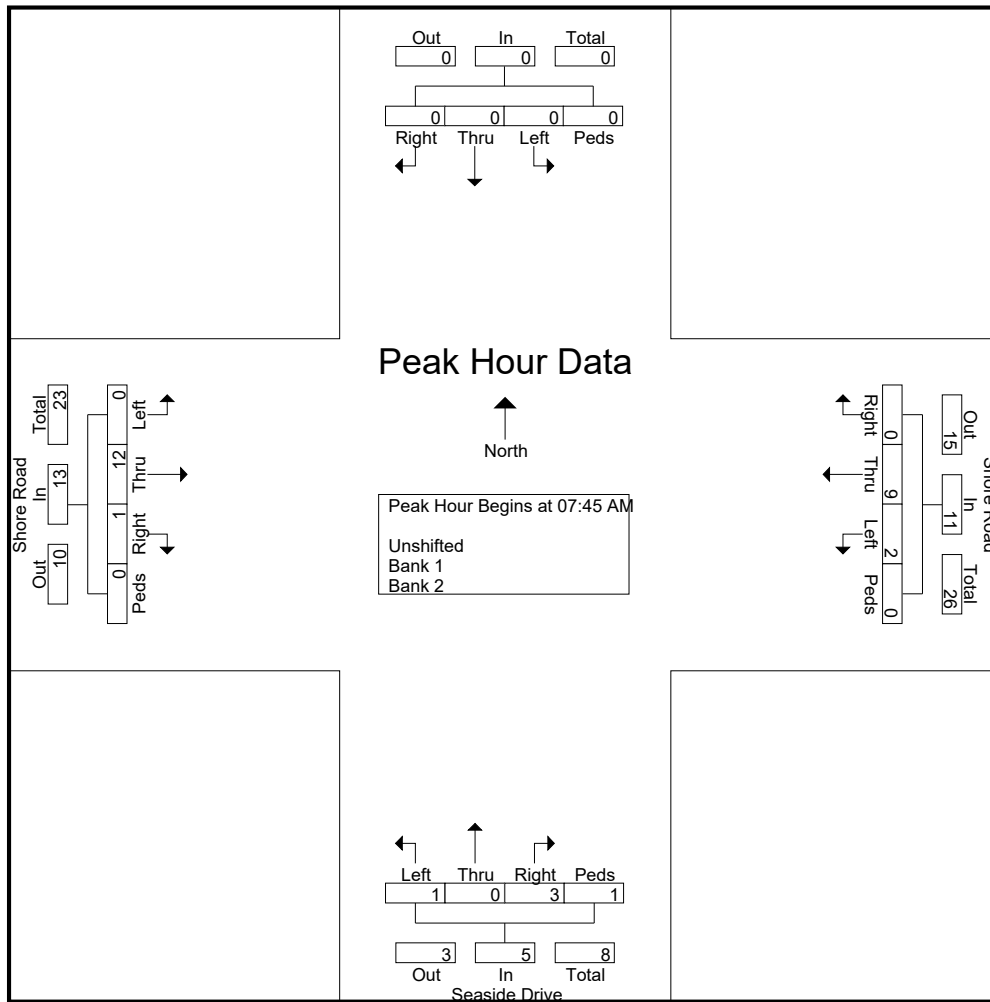 Out In Total
0 0 0
0 0 0 0
Right Thru Left Peds
Peak Hour Data
North
Peak Hour Begins at 07:45 AM
Unshifted
Bank 1
Bank 2
Shore Road
Out In Total
10 13 23
0 1 12 0
Peds Right Thru Left
Shore Road
Out In Total
15 11 26
0 9 2 0
Right Thru Left Peds
Left Thru Right Peds
1 0 3 1
3 5 8
Out In Total
Seaside Drive